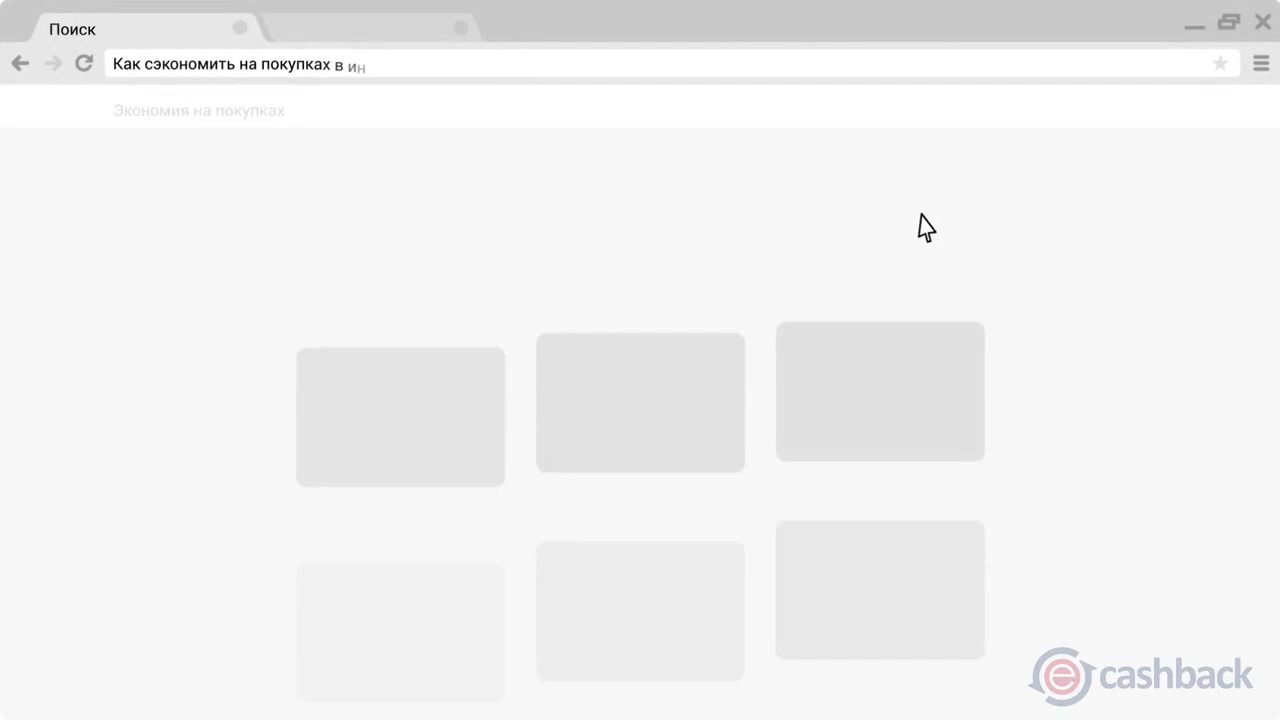 Поиск
Как сэкономить на покупках в ин
Экономия на покупках
e cashback